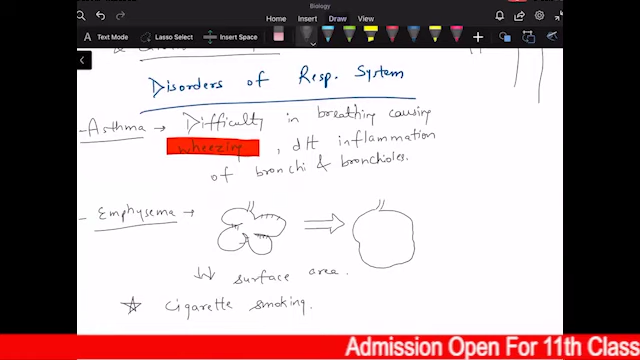 Biology
Home Insert Draw View
Text Mode Lasso Select Insert Space
&
Disorders of Resp. System
- Asthma → Difficulty in breathing causing
wheezing, dH inflammation
of bronchi & bronchioles.
- Emphysema →
↓↓ surface area.
☆ cigarette smoking.
Admission Open For 11th Class